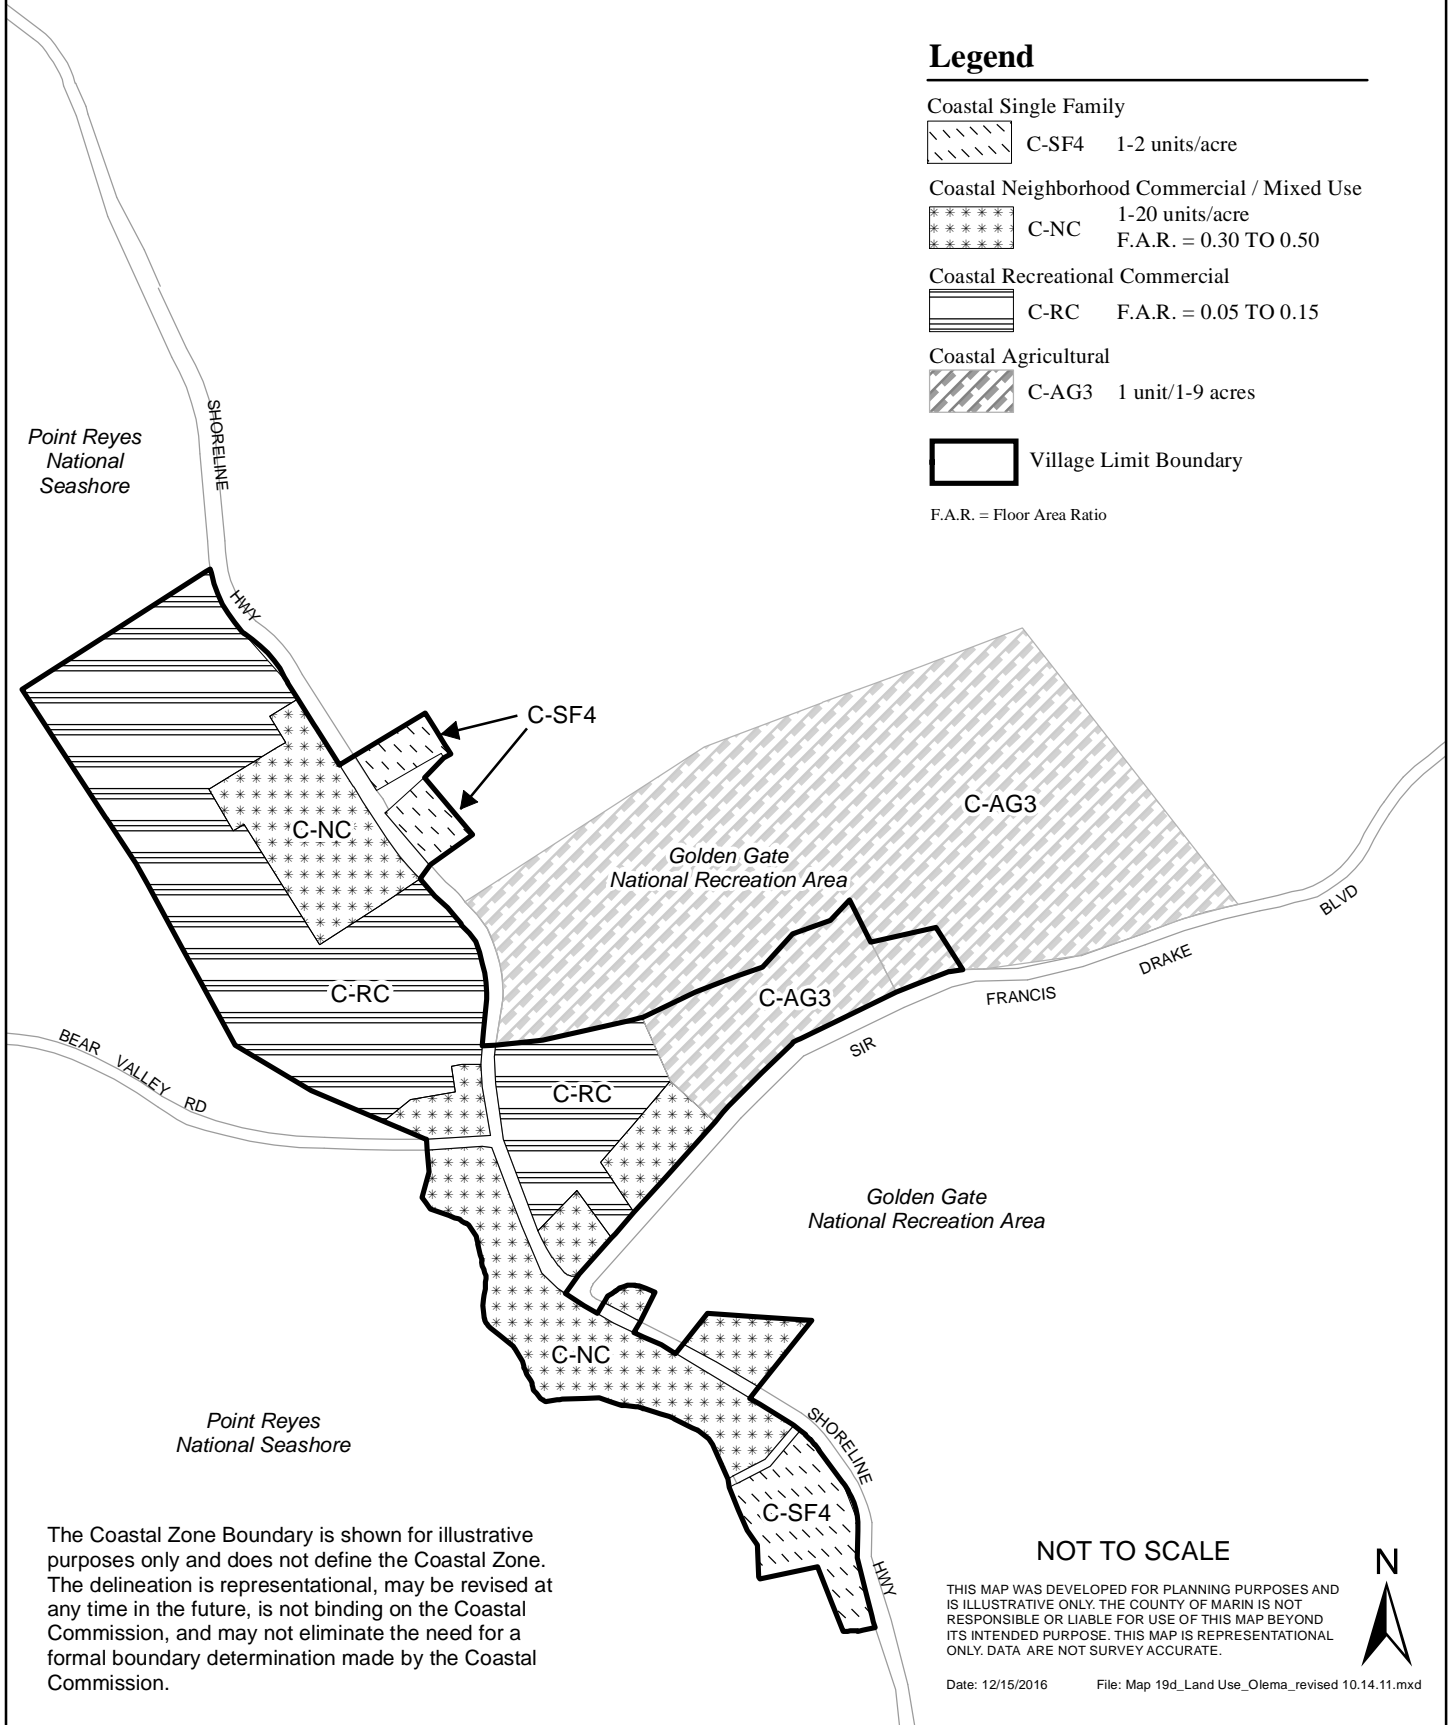 Legend
Coastal Single Family
C-SF4 1-2 units/acre
Coastal Neighborhood Commercial / Mixed Use
C-NC 1-20 units/acre
F.A.R. = 0.30 TO 0.50
Coastal Recreational Commercial
C-RC F.A.R. = 0.05 TO 0.15
Coastal Agricultural
C-AG3 1 unit/1-9 acres
Village Limit Boundary
F.A.R. = Floor Area Ratio
Point Reyes
National
Seashore
SHORELINE
HWY
C-SF4
C-AG3
C-NC
Golden Gate
National Recreation Area
BLVD
DRAKE
FRANCIS
SIR
C-RC
C-AG3
BEAR VALLEY RD
C-RC
Golden Gate
National Recreation Area
C-NC
Point Reyes
National Seashore
SHORELINE
HWY
C-SF4
The Coastal Zone Boundary is shown for illustrative
purposes only and does not define the Coastal Zone.
The delineation is representational, may be revised at
any time in the future, is not binding on the Coastal
Commission, and may not eliminate the need for a
formal boundary determination made by the Coastal
Commission.
NOT TO SCALE
N
THIS MAP WAS DEVELOPED FOR PLANNING PURPOSES AND
IS ILLUSTRATIVE ONLY. THE COUNTY OF MARIN IS NOT
RESPONSIBLE OR LIABLE FOR USE OF THIS MAP BEYOND
ITS INTENDED PURPOSE. THIS MAP IS REPRESENTATIONAL
ONLY. DATA ARE NOT SURVEY ACCURATE.
Date: 12/15/2016 File: Map 19d_Land Use_Olema_revised 10.14.11.mxd